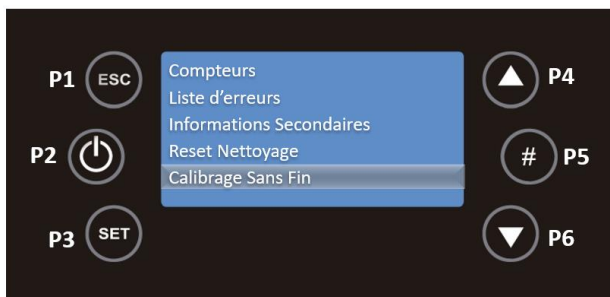 P1 ESC
P2
P3 SET
Compteurs
Liste d'erreurs
Informations Secondaires
Reset Nettoyage
Calibrage Sans Fin
P4
# P5
P6